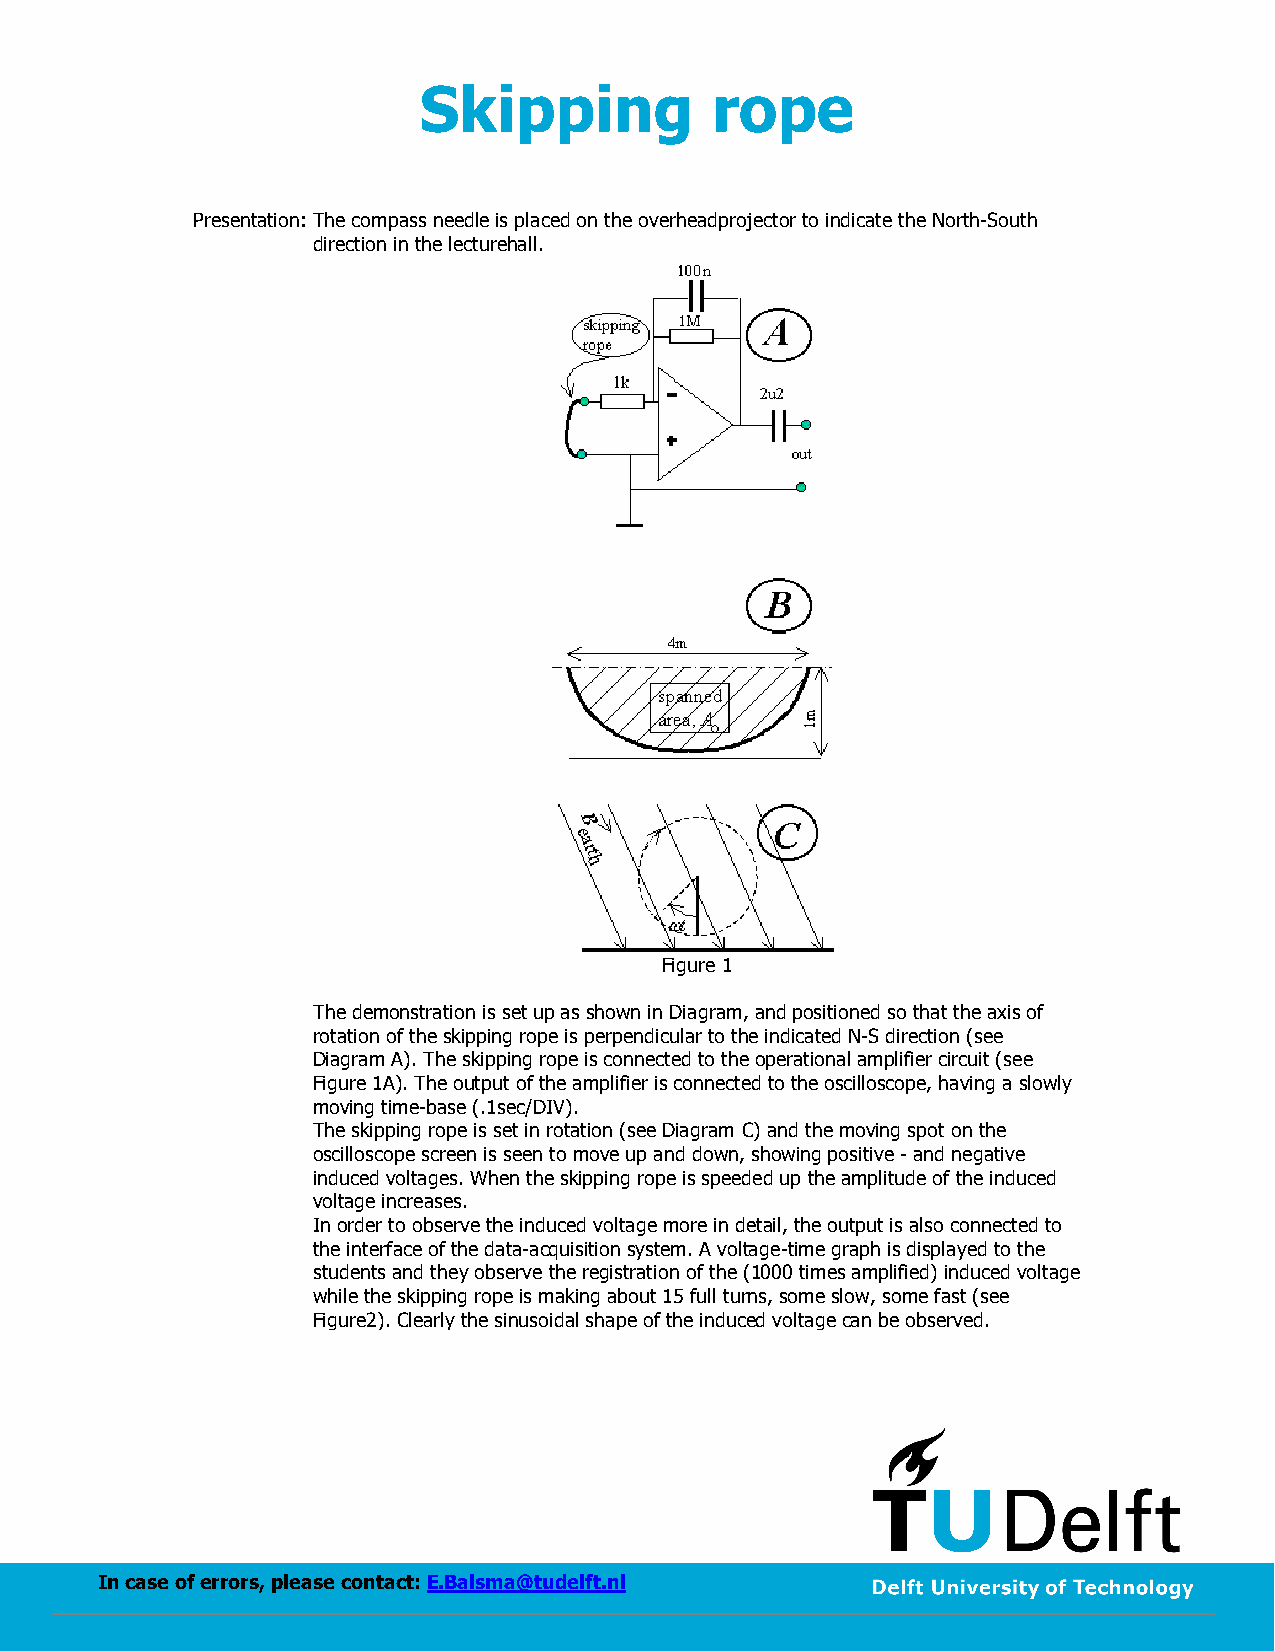 Skipping rope
Presentation: The compass needle is placed on the overheadprojector to indicate the North-South
direction in the lecturehall.
100n
skipping
rope
1M
A
1k
-
2u2
+
out
B
4m
spanned
area, Ao
1m
B earth
C
αt
Figure 1
The demonstration is set up as shown in Diagram, and positioned so that the axis of
rotation of the skipping rope is perpendicular to the indicated N-S direction (see
Diagram A). The skipping rope is connected to the operational amplifier circuit (see
Figure 1A). The output of the amplifier is connected to the oscilloscope, having a slowly
moving time-base (.1sec/DIV).
The skipping rope is set in rotation (see Diagram C) and the moving spot on the
oscilloscope screen is seen to move up and down, showing positive - and negative
induced voltages. When the skipping rope is speeded up the amplitude of the induced
voltage increases.
In order to observe the induced voltage more in detail, the output is also connected to
the interface of the data-acquisition system. A voltage-time graph is displayed to the
students and they observe the registration of the (1000 times amplified) induced voltage
while the skipping rope is making about 15 full turns, some slow, some fast (see
Figure2). Clearly the sinusoidal shape of the induced voltage can be observed.
TUDelft
In case of errors, please contact: E.Balsma@tudelft.nl
Delft University of Technology